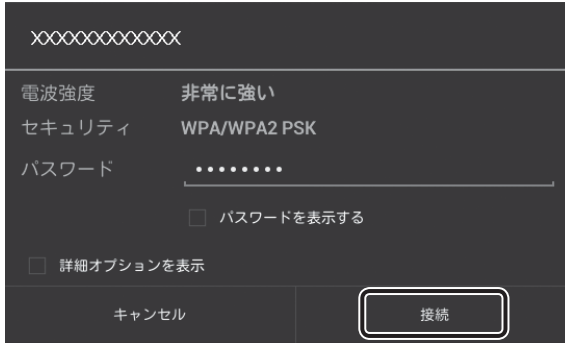 XXXXXXXXXXXX
電波強度 非常に強い
セキュリティ WPA/WPA2 PSK
パスワード ••••••••
パスワードを表示する
詳細オプションを表示
キャンセル 接続